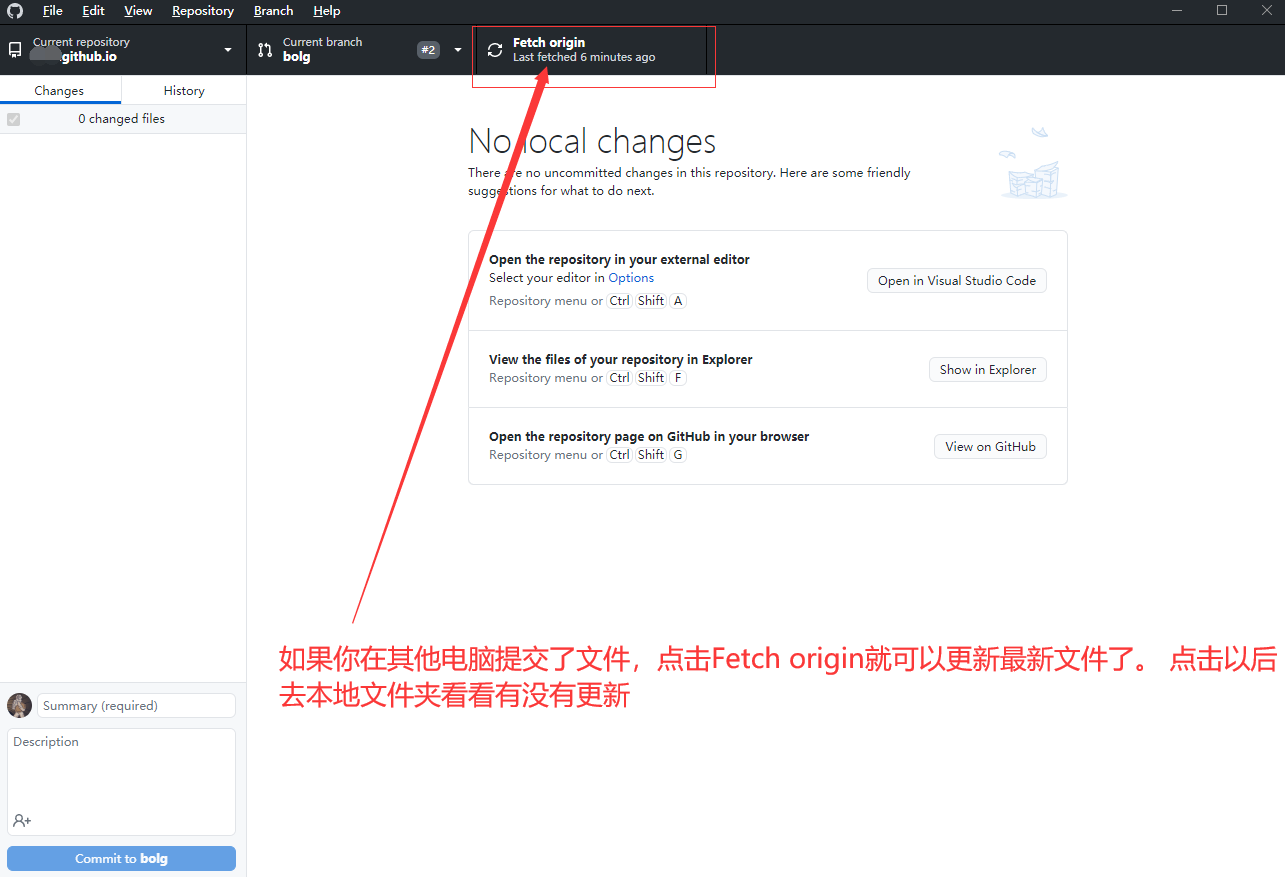 File Edit View Repository Branch Help
Current repository
.github.io
Current branch
bolg
#2
Fetch origin
Last fetched 6 minutes ago
Changes
History
0 changed files
No local changes
There are no uncommitted changes in this repository. Here are some friendly
suggestions for what to do next.
Open the repository in your external editor
Select your editor in Options
Repository menu or Ctrl Shift A
Open in Visual Studio Code
View the files of your repository in Explorer
Repository menu or Ctrl Shift F
Show in Explorer
Open the repository page on GitHub in your browser
Repository menu or Ctrl Shift G
View on GitHub
如果你在其他电脑提交了文件，点击Fetch origin就可以更新最新文件了。 点击以后
去本地文件夹看看有没有更新
Summary (required)
Description
Commit to bolg